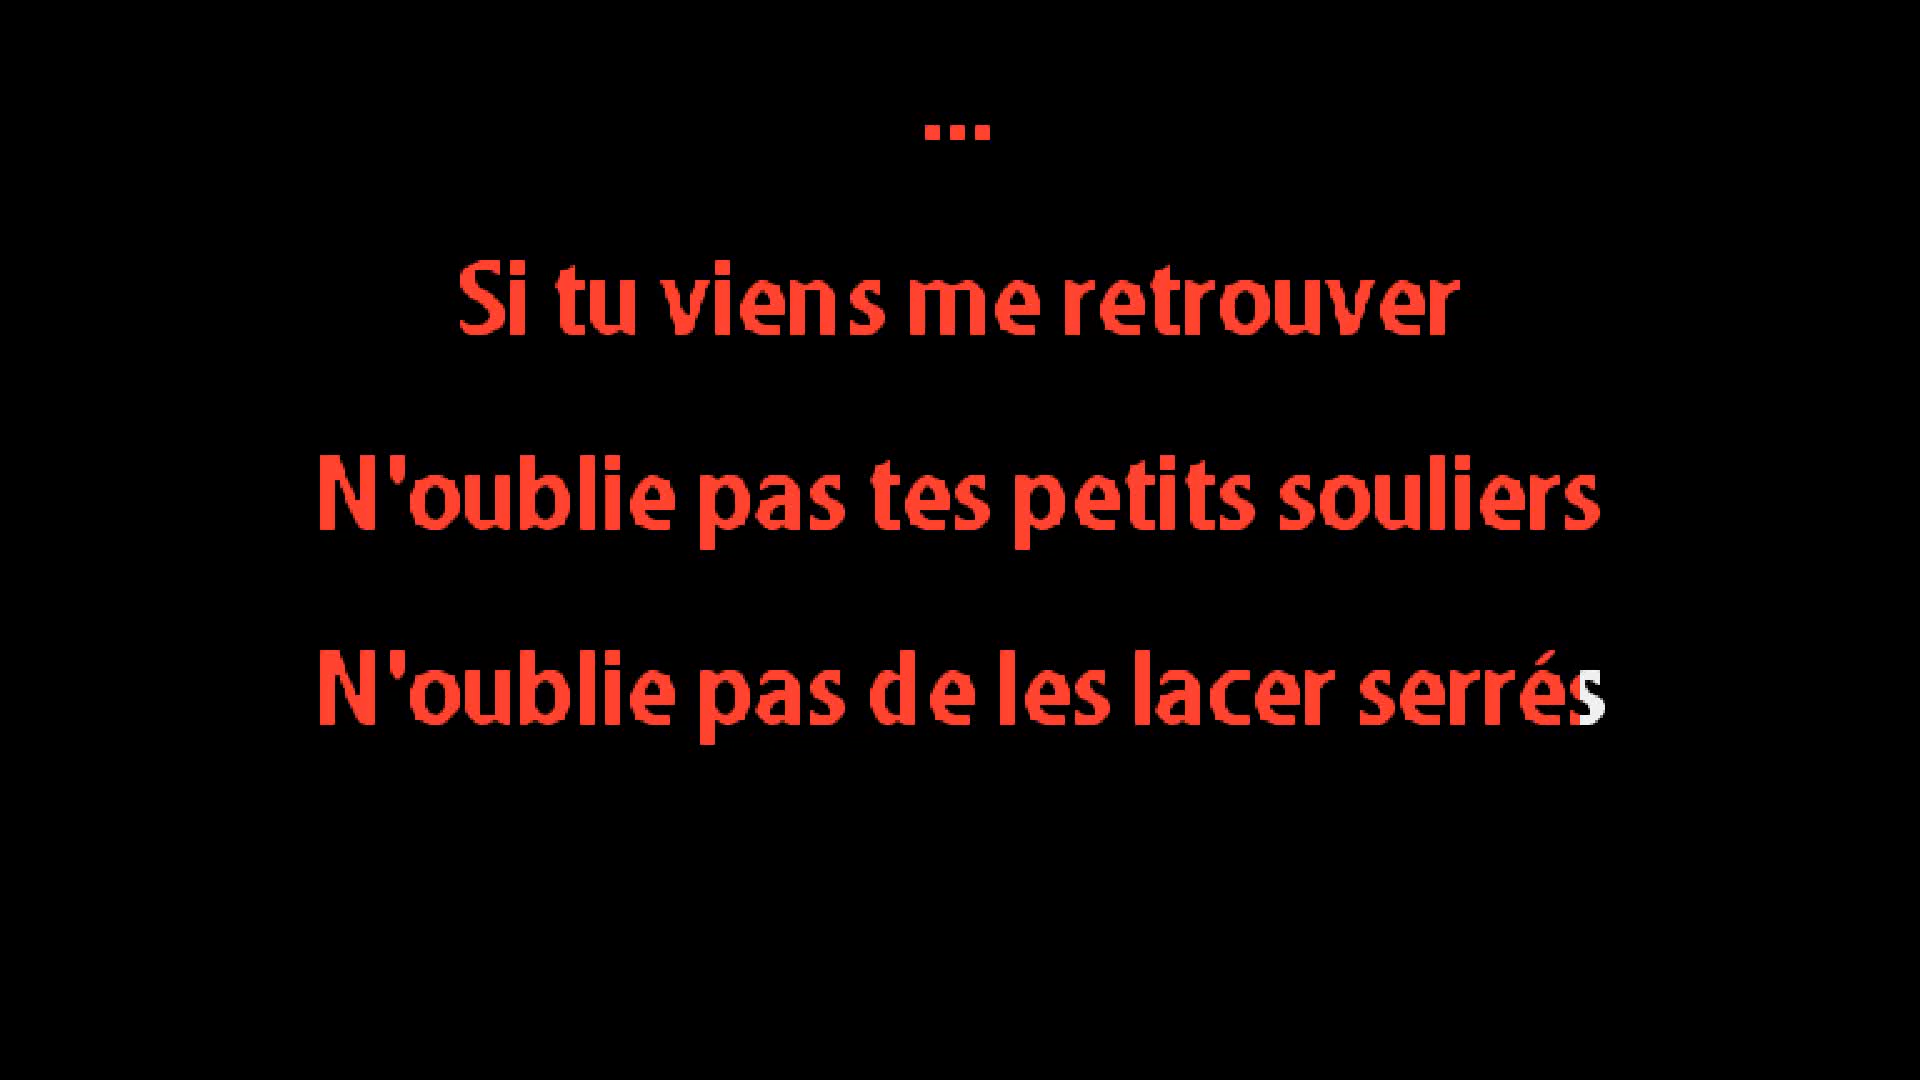 ...
Si tu viens me retrouver
N'oublie pas tes petits souliers
N'oublie pas de les lacer serrés